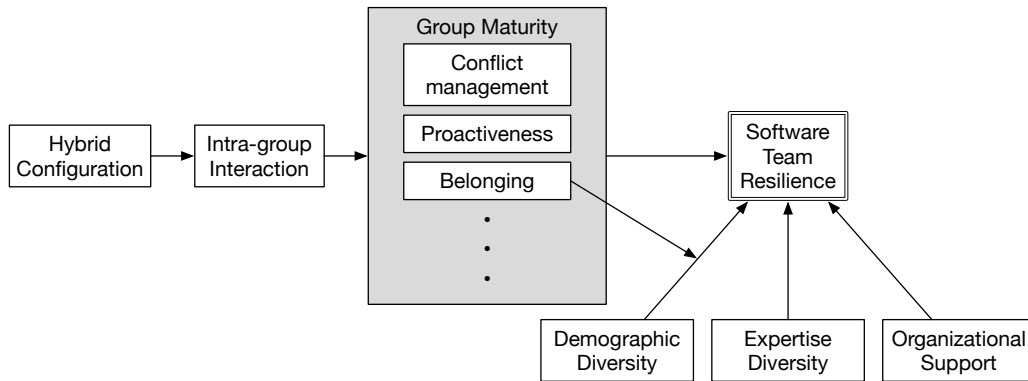 Group Maturity
Conflict
management
Proactiveness
Belonging
Hybrid
Configuration
Intra-group
Interaction
Software
Team
Resilience
Demographic
Diversity
Expertise
Diversity
Organizational
Support